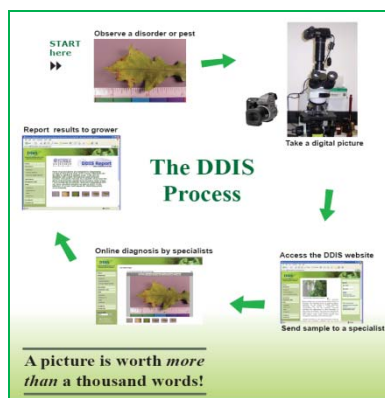 START
here
Observe a disorder or pest
Take a digital picture
Access the DDIS website
Send sample to a specialist
Online diagnosis by specialists
Report results to grower
The DDIS
Process
DDIS Report
A picture is worth more
than a thousand words!